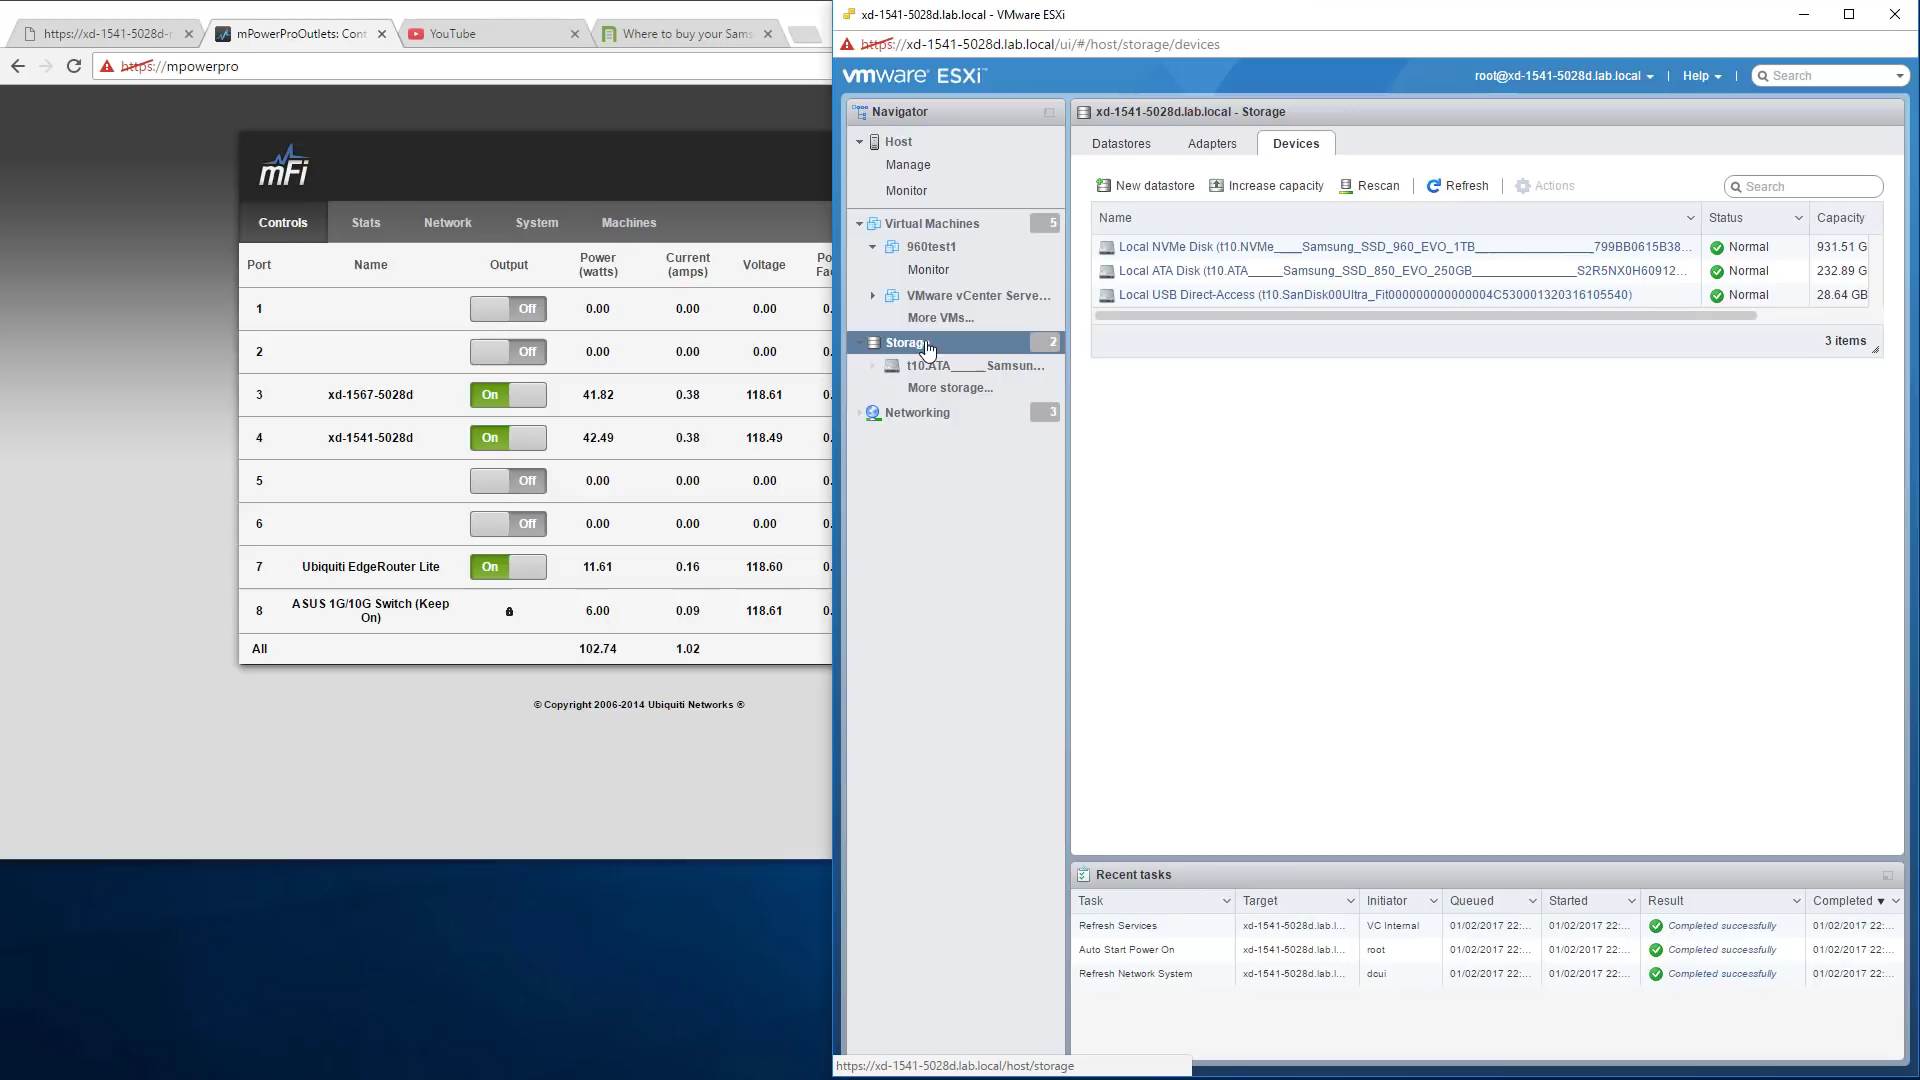 https://xd-1541-5028d-r
mPowerProOutlets: Cont
YouTube
Where to buy your Sams
https://mpowerpro
mFi
Controls Stats Network System Machines
Port Name Output Power (watts) Current (amps) Voltage
1 Off 0.00 0.00 0.00
2 Off 0.00 0.00 0.00
3 xd-1567-5028d On 41.82 0.38 118.61
4 xd-1541-5028d On 42.49 0.38 118.49
5 Off 0.00 0.00 0.00
6 Off 0.00 0.00 0.00
7 Ubiquiti EdgeRouter Lite On 11.61 0.16 118.60
8 ASUS 1G/10G Switch (Keep On) 6.00 0.09 118.61
All 102.74 1.02
© Copyright 2006-2014 Ubiquiti Networks ®
xd-1541-5028d.lab.local - VMware ESXi
https://xd-1541-5028d.lab.local/ui/#/host/storage/devices
vmware ESXi™
root@xd-1541-5028d.lab.local | Help | Search
Navigator
Host
Manage
Monitor
Virtual Machines 5
960test1
Monitor
VMware vCenter Serve...
More VMs...
Storage 2
t10.ATA_____Samsun...
More storage...
Networking 3
xd-1541-5028d.lab.local - Storage
Datastores Adapters Devices
New datastore Increase capacity Rescan Refresh Actions Search
Name Status Capacity
Local NVMe Disk (t10.NVMe____Samsung_SSD_960_EVO_1TB_________________799BB0615B38... Normal 931.51 G
Local ATA Disk (t10.ATA_____Samsung_SSD_850_EVO_250GB_______________S2R5NX0H60912... Normal 232.89 G
Local USB Direct-Access (t10.SanDisk00Ultra_Fit000000000000004C530001320316105540) Normal 28.64 GB
3 items
Recent tasks
Task Target Initiator Queued Started Result Completed
Refresh Services xd-1541-5028d.lab.l... VC Internal 01/02/2017 22:... 01/02/2017 22:... Completed successfully 01/02/2017 22:...
Auto Start Power On xd-1541-5028d.lab.l... root 01/02/2017 22:... 01/02/2017 22:... Completed successfully 01/02/2017 22:...
Refresh Network System xd-1541-5028d.lab.l... dcui 01/02/2017 22:... 01/02/2017 22:... Completed successfully 01/02/2017 22:...
https://xd-1541-5028d.lab.local/host/storage